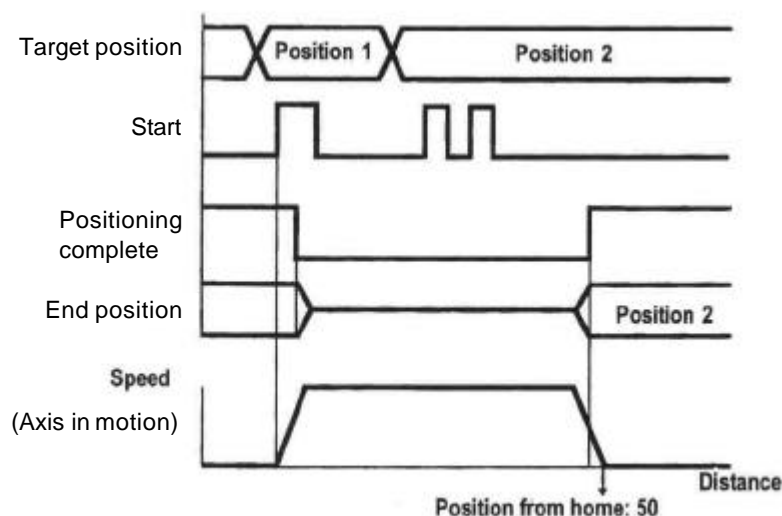 Target position
Position 1
Position 2
Start
Positioning
complete
End position
Position 2
Speed
(Axis in motion)
Distance
Position from home: 50